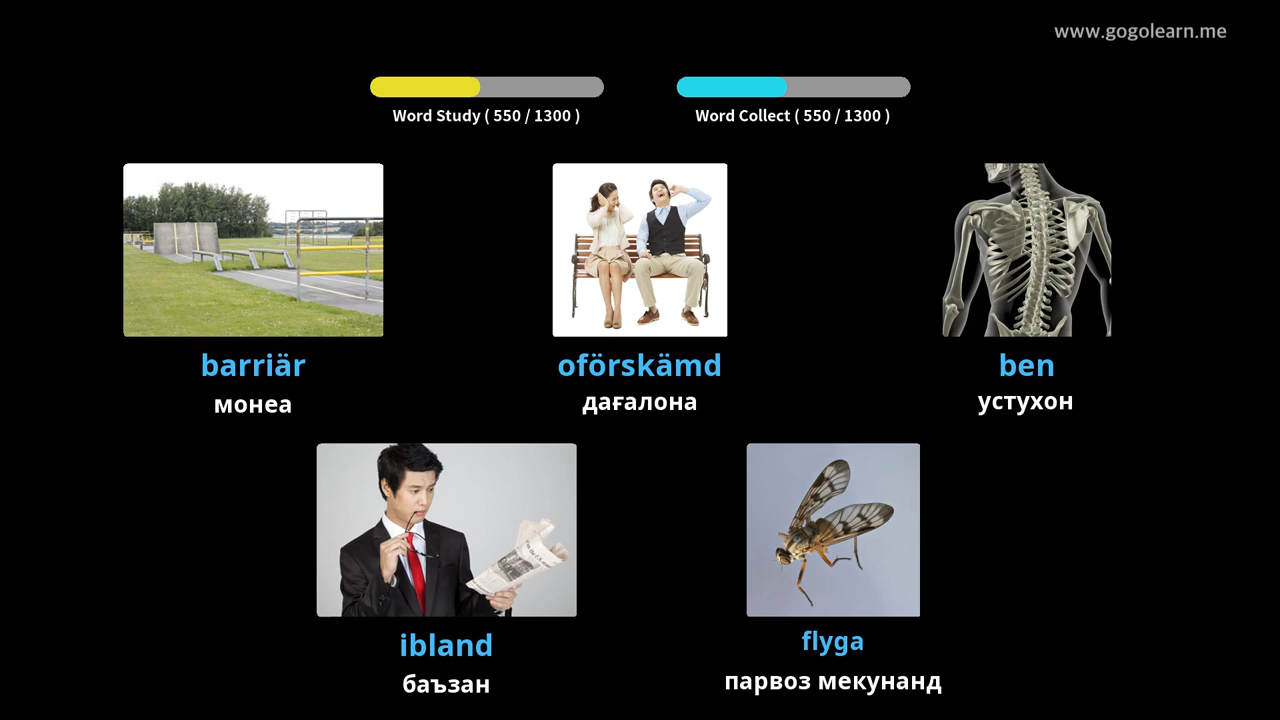 www.gogolearn.me
Word Study ( 550 / 1300 )
Word Collect ( 550 / 1300 )
barriär
монеа
oförskämd
дағалона
ben
устухон
ibland
баъзан
flyga
парвоз мекунанд